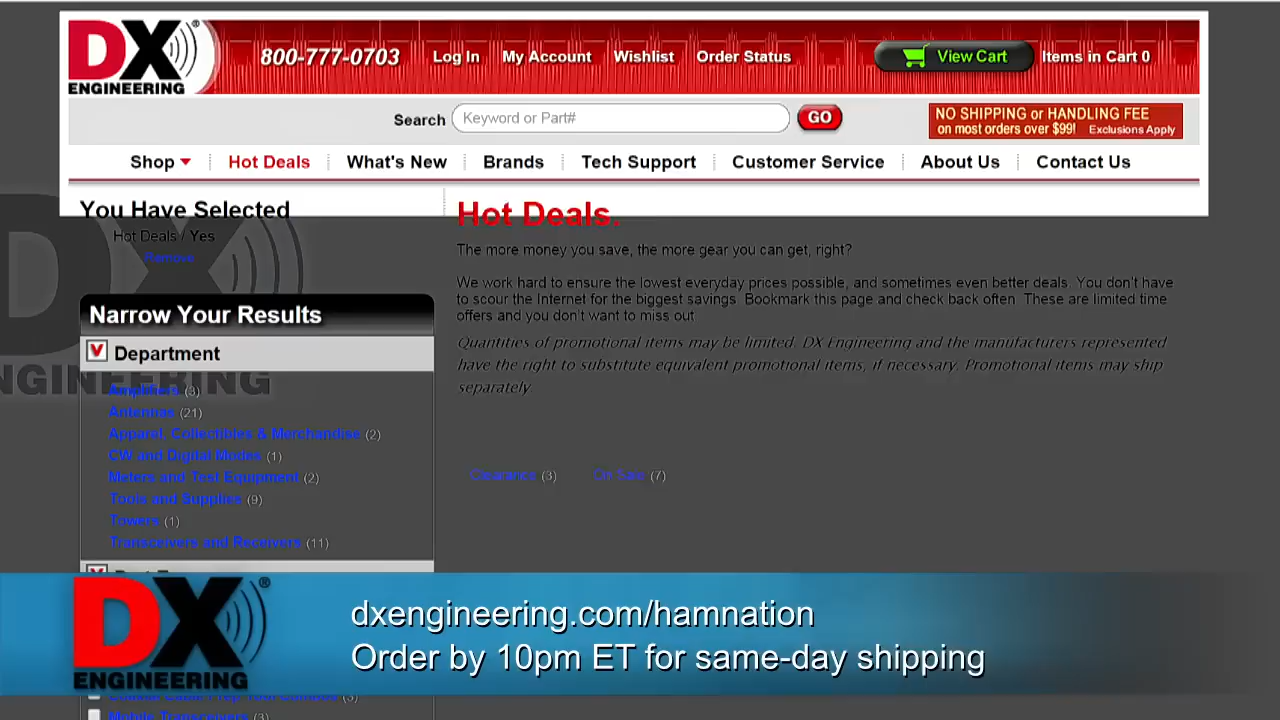 DX
ENGINEERING
®
800-777-0703
Log In
My Account
Wishlist
Order Status
View Cart
Items in Cart 0
Search
Keyword or Part#
GO
NO SHIPPING or HANDLING FEE
on most orders over $99! Exclusions Apply
Shop
Hot Deals
What's New
Brands
Tech Support
Customer Service
About Us
Contact Us
You Have Selected
Hot Deals / Yes
Remove
Narrow Your Results
Department
Amplifiers (3)
Antennas (21)
Apparal, Collectibles & Merchandise (2)
CW and Digital Modes (1)
Meters and Test Equipment (2)
Tools and Supplies (9)
Towers (1)
Transceivers and Receivers (11)
Hot Deals.
The more money you save, the more gear you can get, right?
We work hard to ensure the lowest everyday prices possible, and sometimes even better deals. You don't have
to scour the Internet for the biggest savings. Bookmark this page and check back often. These are limited time
offers and you don't want to miss out
Quantities of promotional items may be limited. DX Engineering and the manufacturers represented
have the right to substitute equivalent promotional items, if necessary. Promotional items may ship
separately.
Clearance (3)
On Sale (7)
DX
ENGINEERING
®
dxengineering.com/hamnation
Order by 10pm ET for same-day shipping
Mobile Transceivers (3)